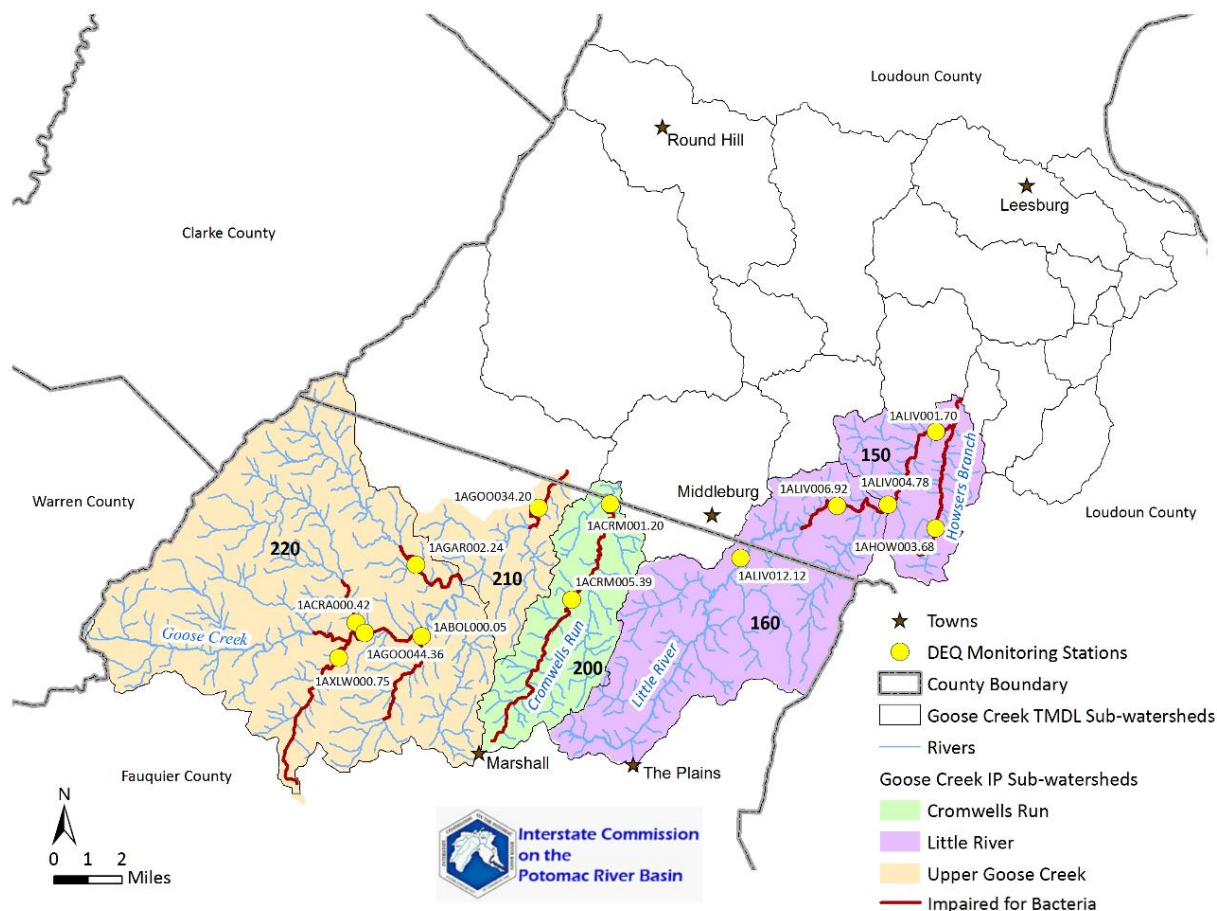 Loudoun County
Round Hill
Leesburg
Clarke County
1ALIV001.70
150
Howsers Branch
Warren County
1AGOO034.20
Middleburg
1ALIV006.92
1ALIV004.78
Loudoun County
1ACRM001.20
220
1AGAR002.24
210
1AHOW003.68
1ALIV012.12
1ACRM005.39
1ACRA000.42
1ABOL000.05
160
Goose Creek
1AGOO044.36
1AXLW000.75
Cromwells Run
200
Little River
Fauquier County
Marshall
The Plains
N
0 1 2
Miles
Interstate Commission
on the
Potomac River Basin
Towns
DEQ Monitoring Stations
County Boundary
Goose Creek TMDL Sub-watersheds
Rivers
Goose Creek IP Sub-watersheds
Cromwells Run
Little River
Upper Goose Creek
Impaired for Bacteria